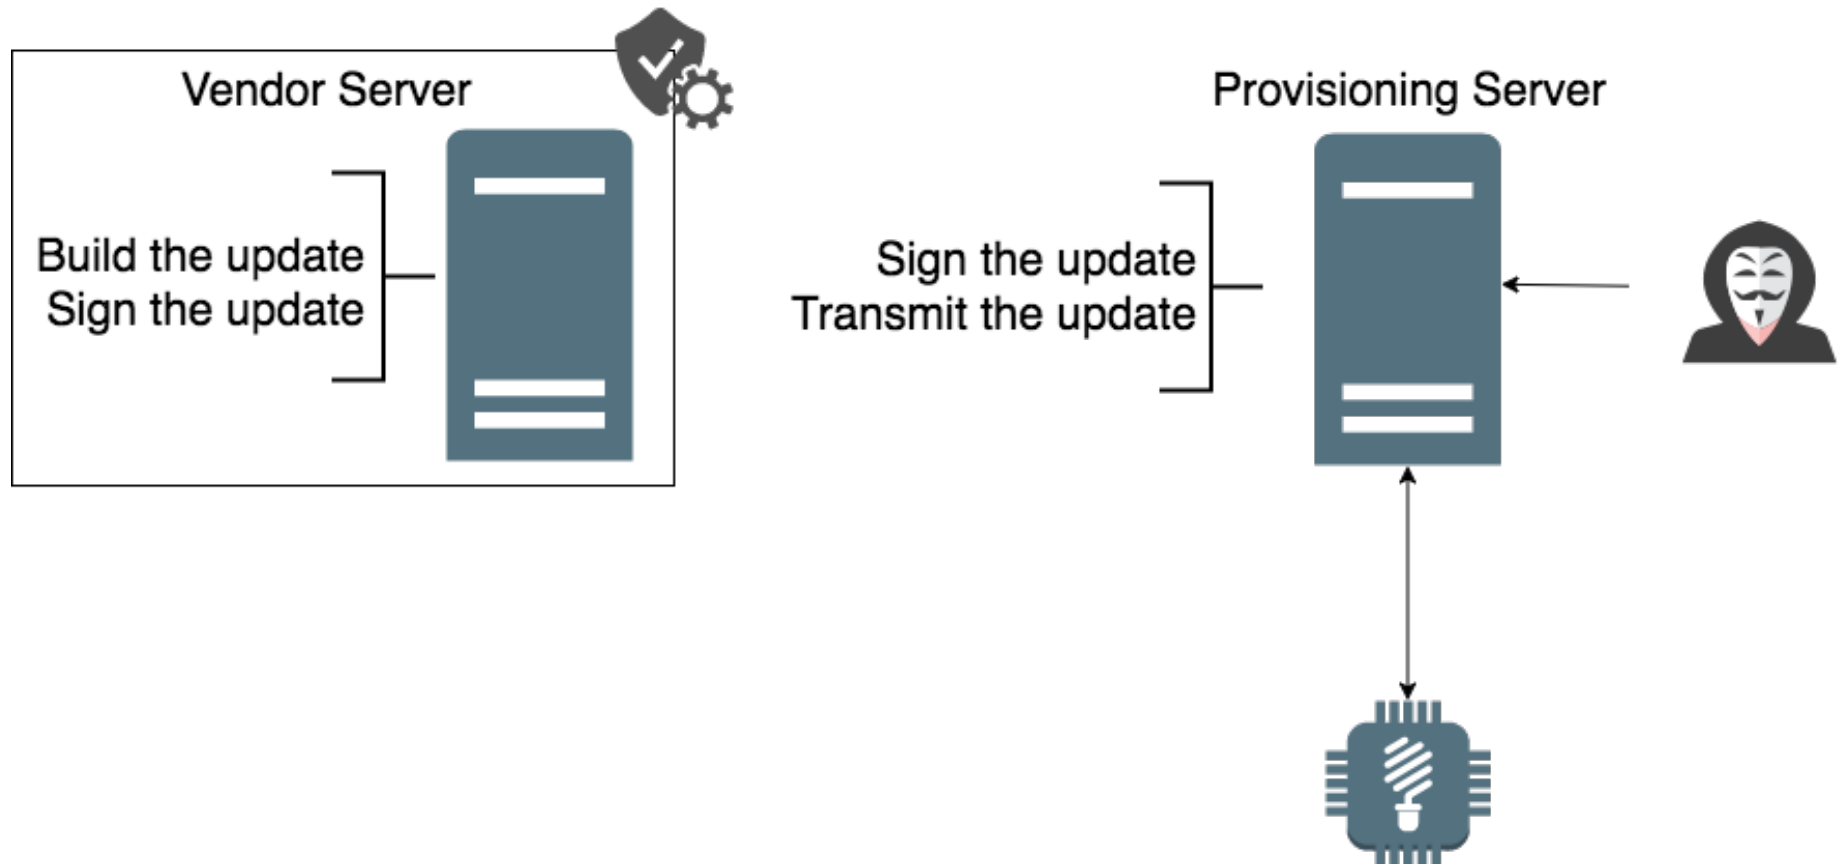 Vendor Server
Build the update
Sign the update
Provisioning Server
Sign the update
Transmit the update